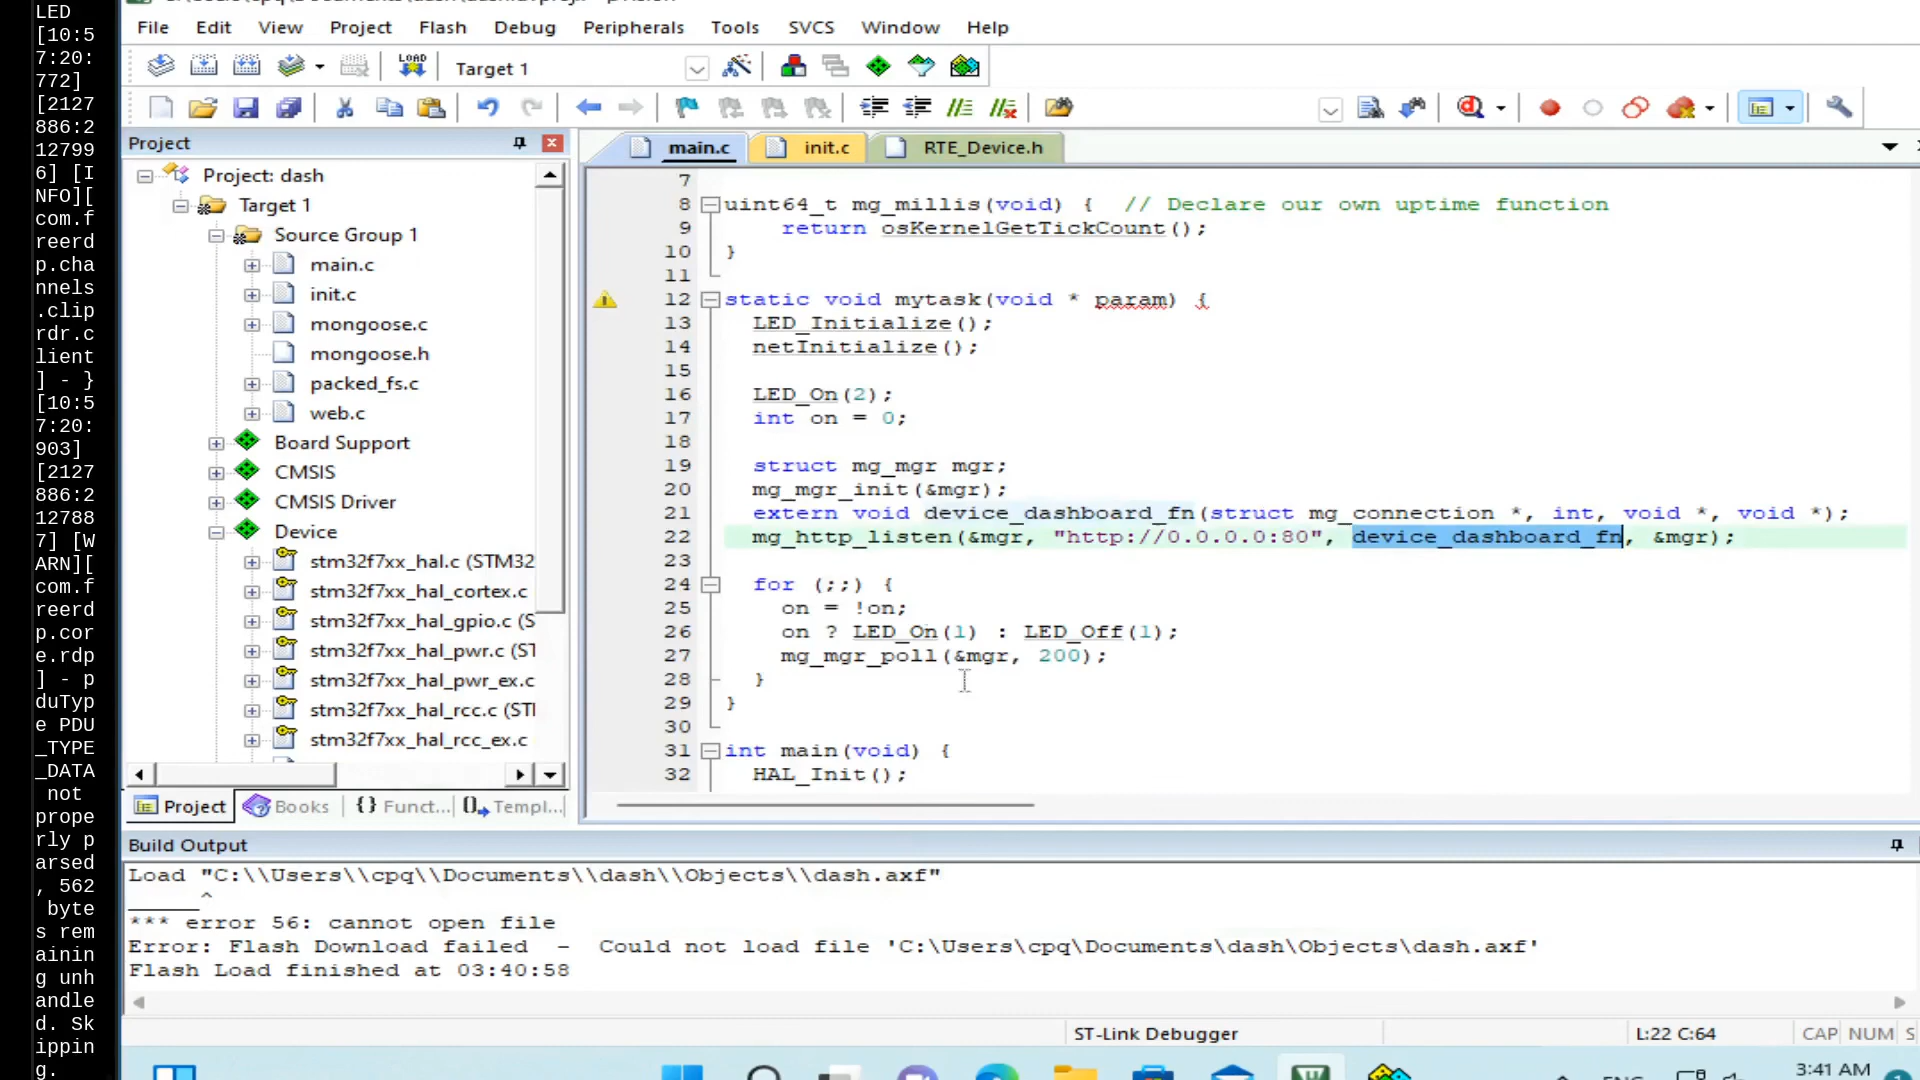 LED
[10:5
7:20:
772]
[2127
886:2
12799
6] [I
NFO][
com.f
reerd
p.cha
nnels
.clip
rdr.c
lient
] - }
[10:5
7:20:
903]
[2127
886:2
12788
7] [W
ARN][
com.f
reerd
p.cor
e.rdp
] - p
duTyp
e PDU
_TYPE
_DATA
not
prope
rly p
arsed
, 562
byte
s rem
ainin
g unh
andle
d. Sk
ippin
g.
File Edit View Project Flash Debug Peripherals Tools SVCS Window Help
LOAD Target 1
Project
Project: dash
Target 1
Source Group 1
main.c
init.c
mongoose.c
mongoose.h
packed_fs.c
web.c
Board Support
CMSIS
CMSIS Driver
Device
stm32f7xx_hal.c (STM32
stm32f7xx_hal_cortex.c
stm32f7xx_hal_gpio.c (S
stm32f7xx_hal_pwr.c (ST
stm32f7xx_hal_pwr_ex.c
stm32f7xx_hal_rcc.c (STI
stm32f7xx_hal_rcc_ex.c
Project Books {} Funct... Templ...
main.c init.c RTE_Device.h
7
8 uint64_t mg_millis(void) { // Declare our own uptime function
9 return osKernelGetTickCount();
10 }
11
12 static void mytask(void * param) {
13 LED_Initialize();
14 netInitialize();
15
16 LED_On(2);
17 int on = 0;
18
19 struct mg_mgr mgr;
20 mg_mgr_init(&mgr);
21 extern void device_dashboard_fn(struct mg_connection *, int, void *, void *);
22 mg_http_listen(&mgr, "http://0.0.0.0:80", device_dashboard_fn, &mgr);
23
24 for (;;) {
25 on = !on;
26 on ? LED_On(1) : LED_Off(1);
27 mg_mgr_poll(&mgr, 200);
28 }
29 }
30
31 int main(void) {
32 HAL_Init();
Build Output
Load "C:\\Users\\cpq\\Documents\\dash\\Objects\\dash.axf"
______^
*** error 56: cannot open file
Error: Flash Download failed - Could not load file 'C:\Users\cpq\Documents\dash\Objects\dash.axf'
Flash Load finished at 03:40:58
ST-Link Debugger L:22 C:64 CAP NUM S
3:41 AM